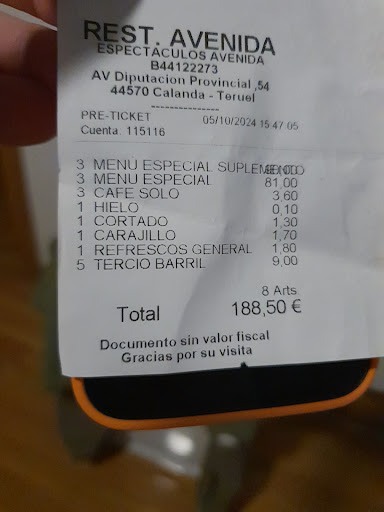 REST. AVENIDA
ESPECTACULOS AVENIDA
B44122273
AV Diputacion Provincial ,54
44570 Calanda - Teruel
---------------
PRE-TICKET 05/10/2024 15:47:05
Cuenta: 115116
3 MENU ESPECIAL SUPLEMENTO
3 MENU ESPECIAL 81,00
3 CAFE SOLO 3,60
1 HIELO 0,10
1 CORTADO 1,30
1 CARAJILLO 1,70
1 REFRESCOS GENERAL 1,80
5 TERCIO BARRIL 9,00
8 Arts.
Total 188,50 €
Documento sin valor fiscal
Gracias por su visita